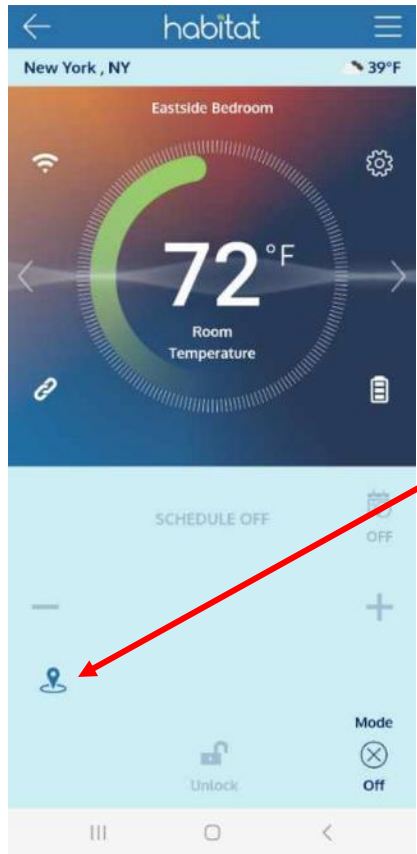 habitat
New York , NY
39°F
Eastside Bedroom
72°F
Room
Temperature
SCHEDULE OFF
OFF
Mode
Unlock
Off